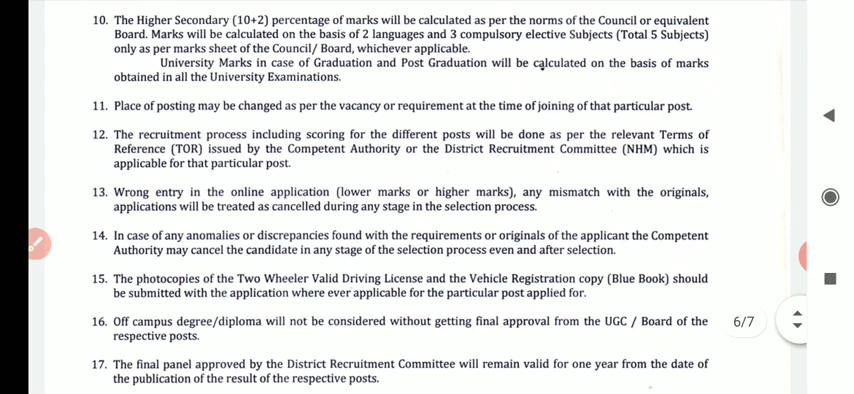 10. The Higher Secondary (10+2) percentage of marks will be calculated as per the norms of the Council or equivalent
Board. Marks will be calculated on the basis of 2 languages and 3 compulsory elective Subjects (Total 5 Subjects)
only as per marks sheet of the Council/ Board, whichever applicable.
University Marks in case of Graduation and Post Graduation will be calculated on the basis of marks
obtained in all the University Examinations.
11. Place of posting may be changed as per the vacancy or requirement at the time of joining of that particular post.
12. The recruitment process including scoring for the different posts will be done as per the relevant Terms of
Reference (TOR) issued by the Competent Authority or the District Recruitment Committee (NHM) which is
applicable for that particular post.
13. Wrong entry in the online application (lower marks or higher marks), any mismatch with the originals,
applications will be treated as cancelled during any stage in the selection process.
14. In case of any anomalies or discrepancies found with the requirements or originals of the applicant the Competent
Authority may cancel the candidate in any stage of the selection process even and after selection.
15. The photocopies of the Two Wheeler Valid Driving License and the Vehicle Registration copy (Blue Book) should
be submitted with the application where ever applicable for the particular post applied for.
16. Off campus degree/diploma will not be considered without getting final approval from the UGC / Board of the
respective posts.
6/7
17. The final panel approved by the District Recruitment Committee will remain valid for one year from the date of
the publication of the result of the respective posts.